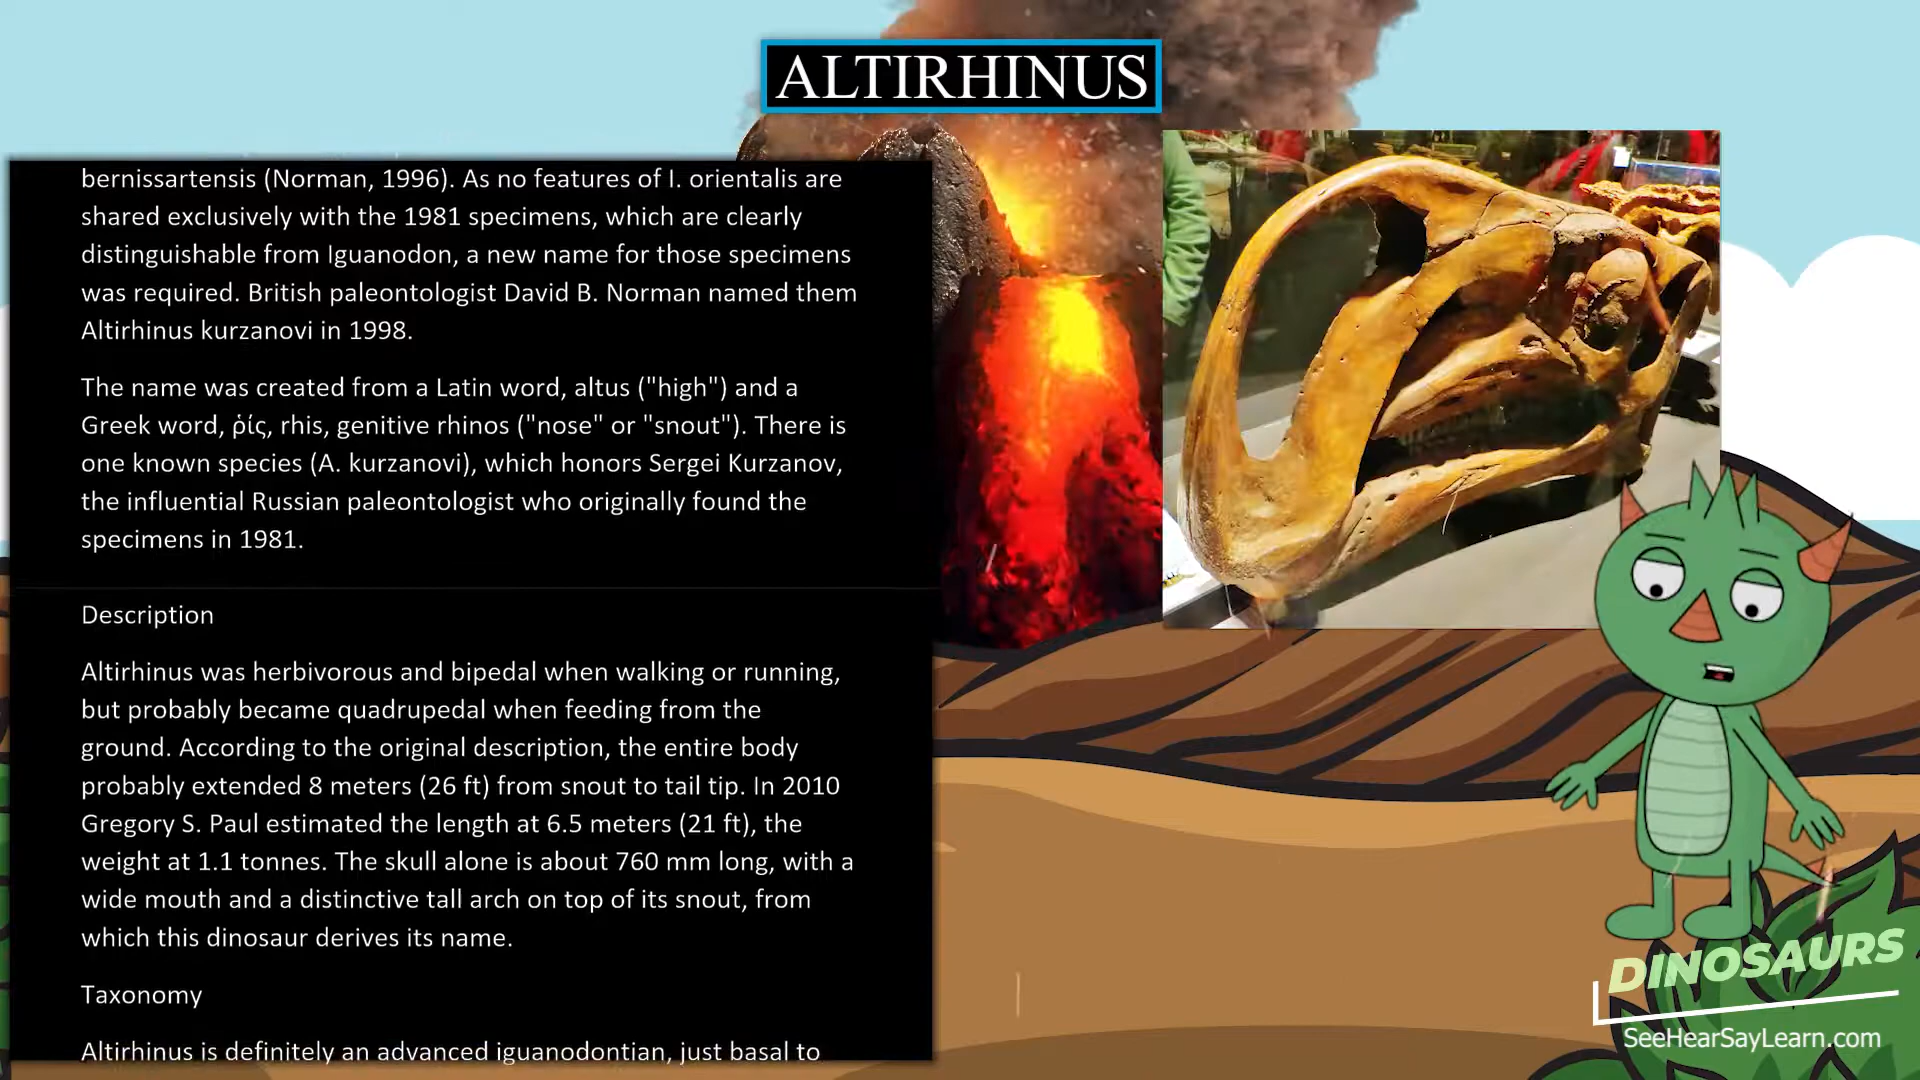 ALTIRHINUS
bernissartensis (Norman, 1996). As no features of I. orientalis are
shared exclusively with the 1981 specimens, which are clearly
distinguishable from Iguanodon, a new name for those specimens
was required. British paleontologist David B. Norman named them
Altirhinus kurzanovi in 1998.
The name was created from a Latin word, altus ("high") and a
Greek word, ῥίς, rhis, genitive rhinos ("nose" or "snout"). There is
one known species (A. kurzanovi), which honors Sergei Kurzanov,
the influential Russian paleontologist who originally found the
specimens in 1981.
Description
Altirhinus was herbivorous and bipedal when walking or running,
but probably became quadrupedal when feeding from the
ground. According to the original description, the entire body
probably extended 8 meters (26 ft) from snout to tail tip. In 2010
Gregory S. Paul estimated the length at 6.5 meters (21 ft), the
weight at 1.1 tonnes. The skull alone is about 760 mm long, with a
wide mouth and a distinctive tall arch on top of its snout, from
which this dinosaur derives its name.
Taxonomy
Altirhinus is definitely an advanced iguanodontian, just basal to
DINOSAURS
SeeHearSayLearn.com